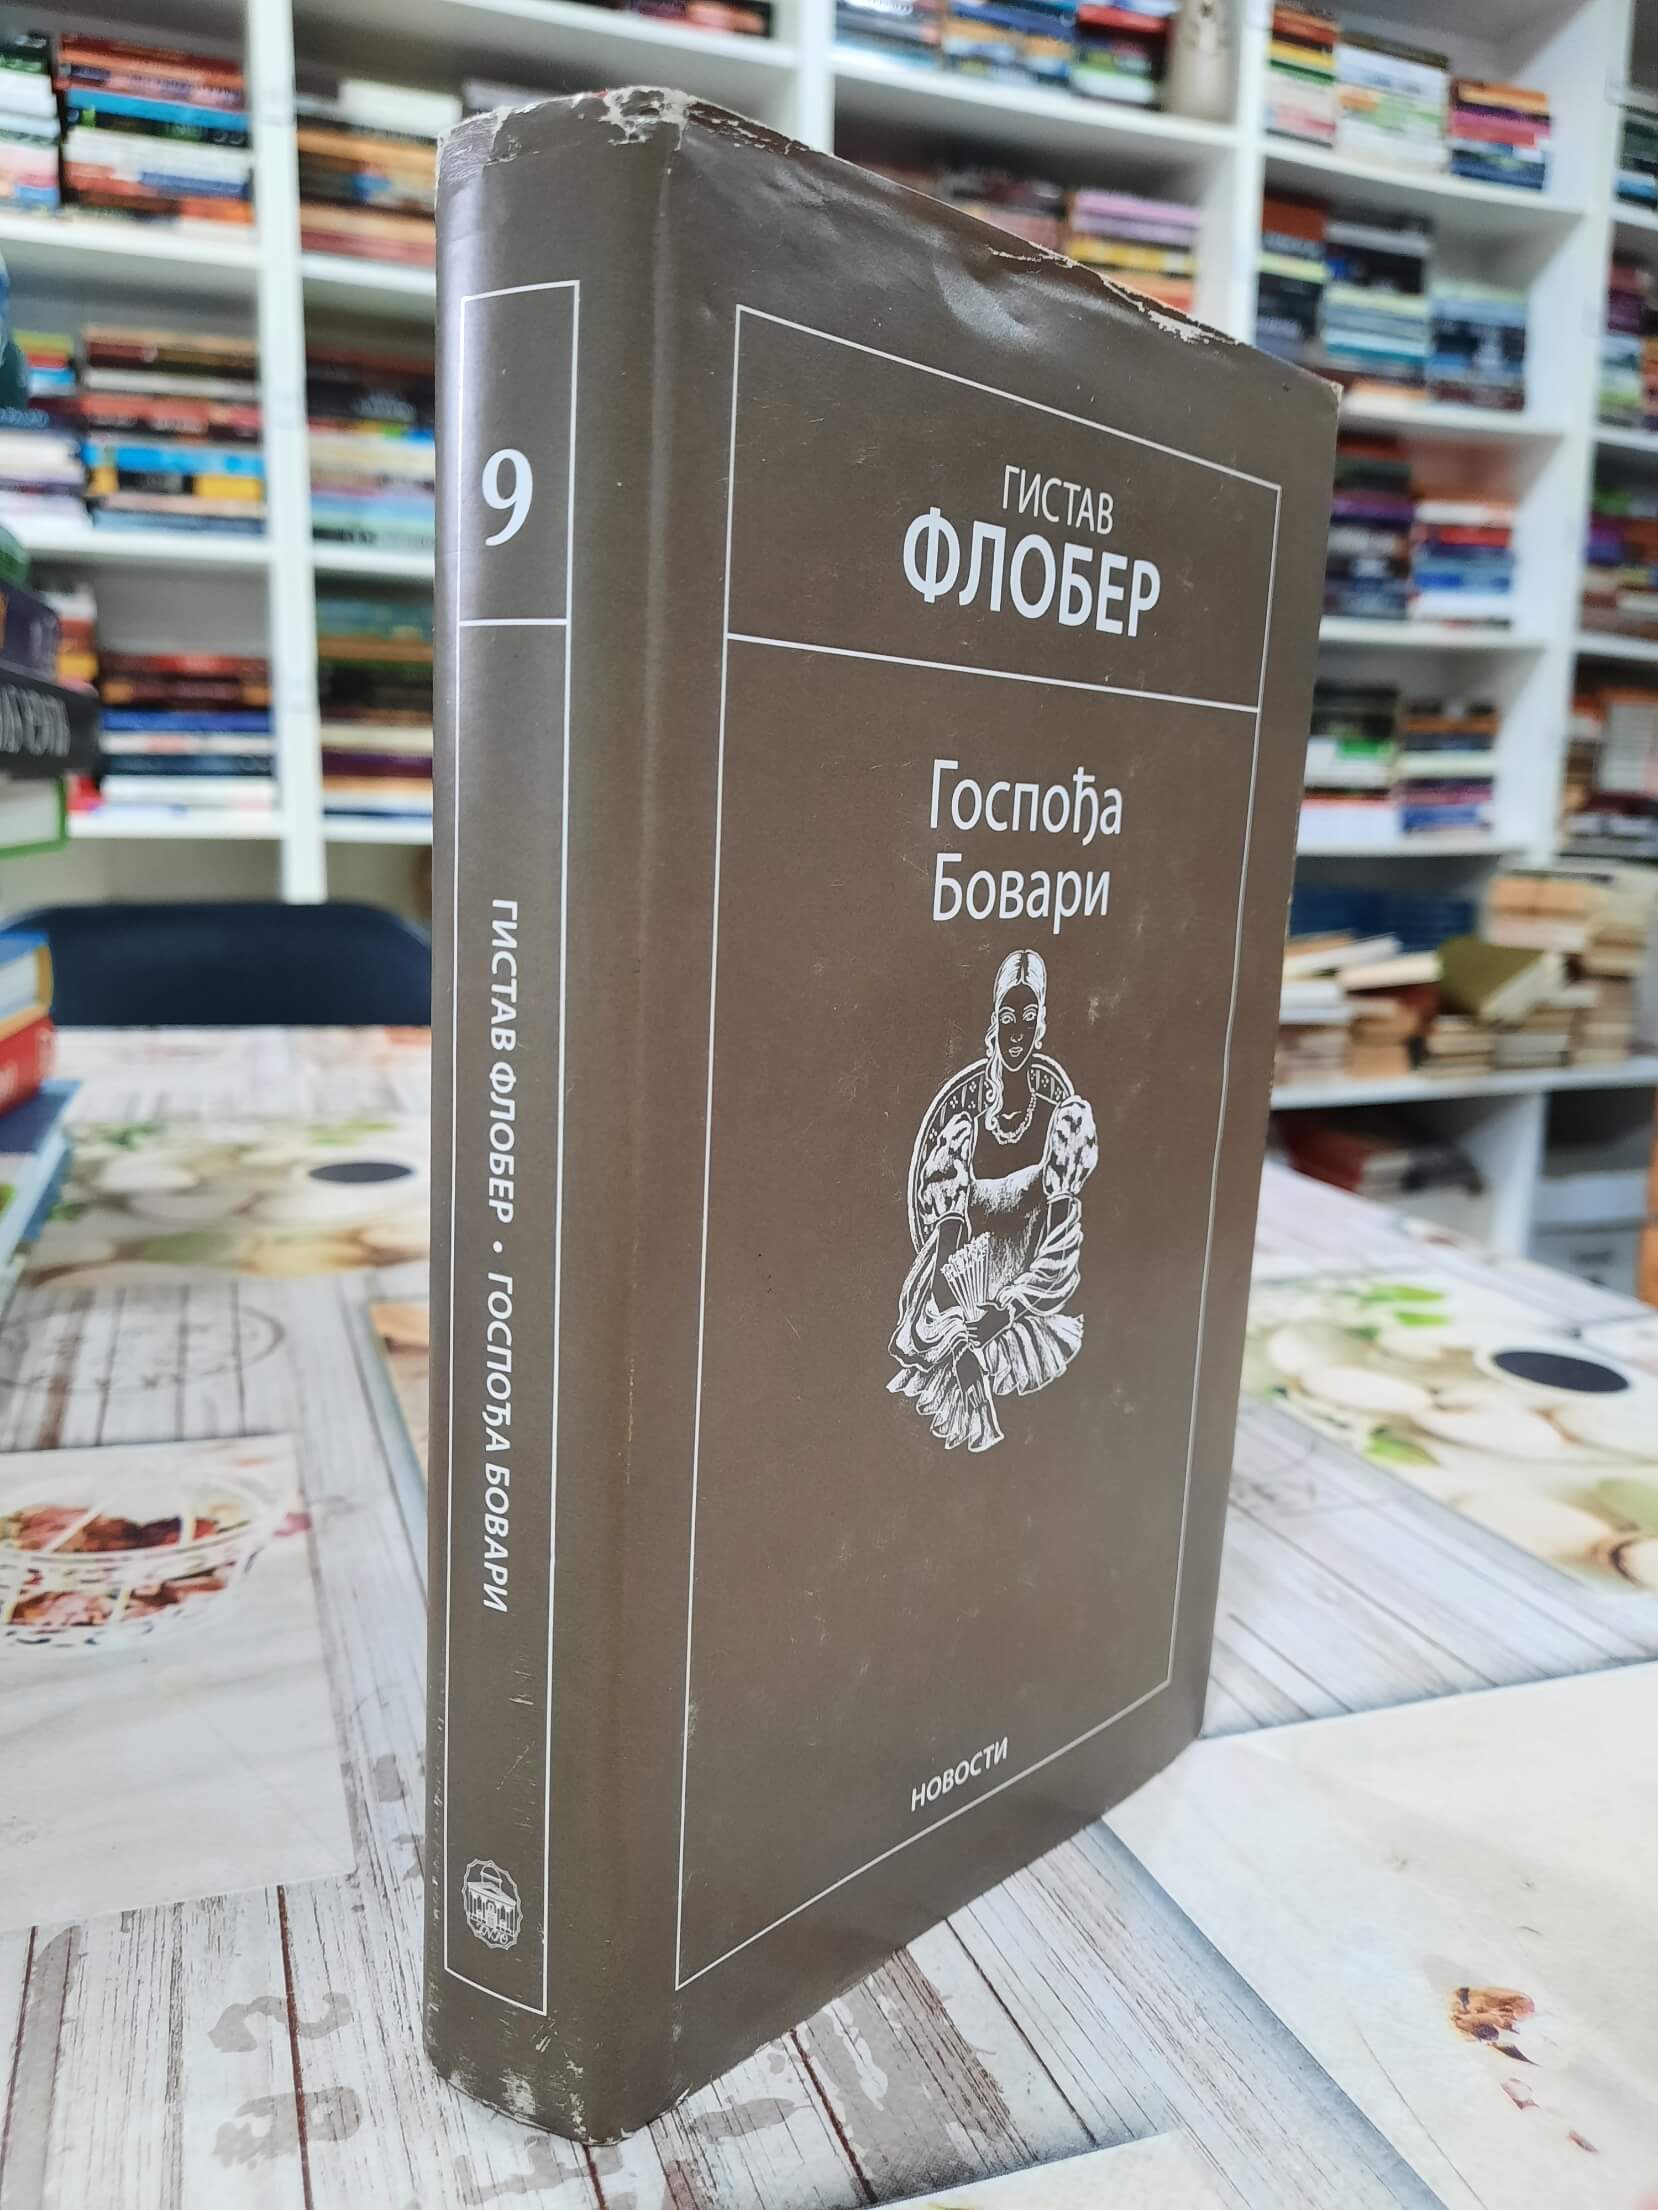 9
ГИСТАВ ФЛОБЕР • ГОСПОЂА БОВАРИ
ГИСТАВ
ФЛОБЕР
Госпођа
Бовари
НОВОСТИ